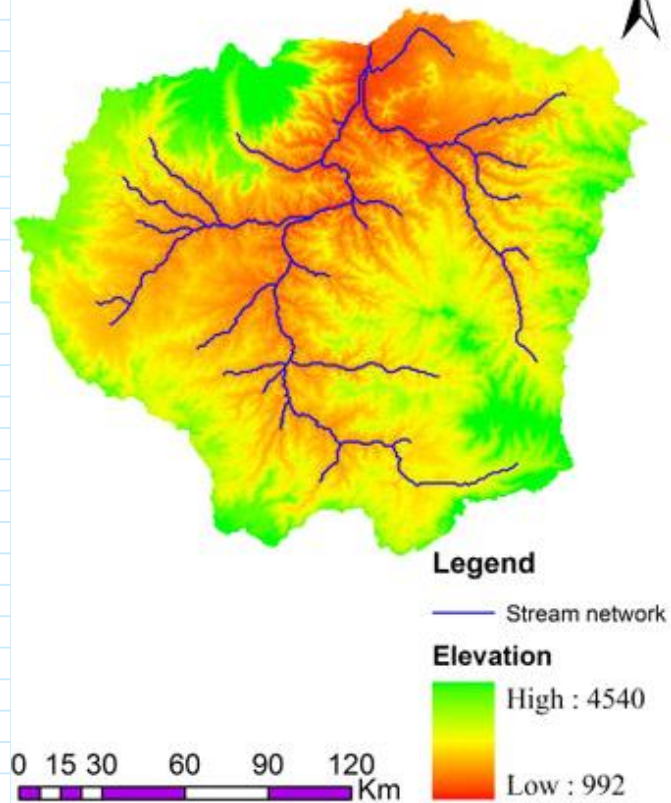 Legend
Stream network
Elevation
High : 4540
Low : 992
0 15 30 60 90 120
Km